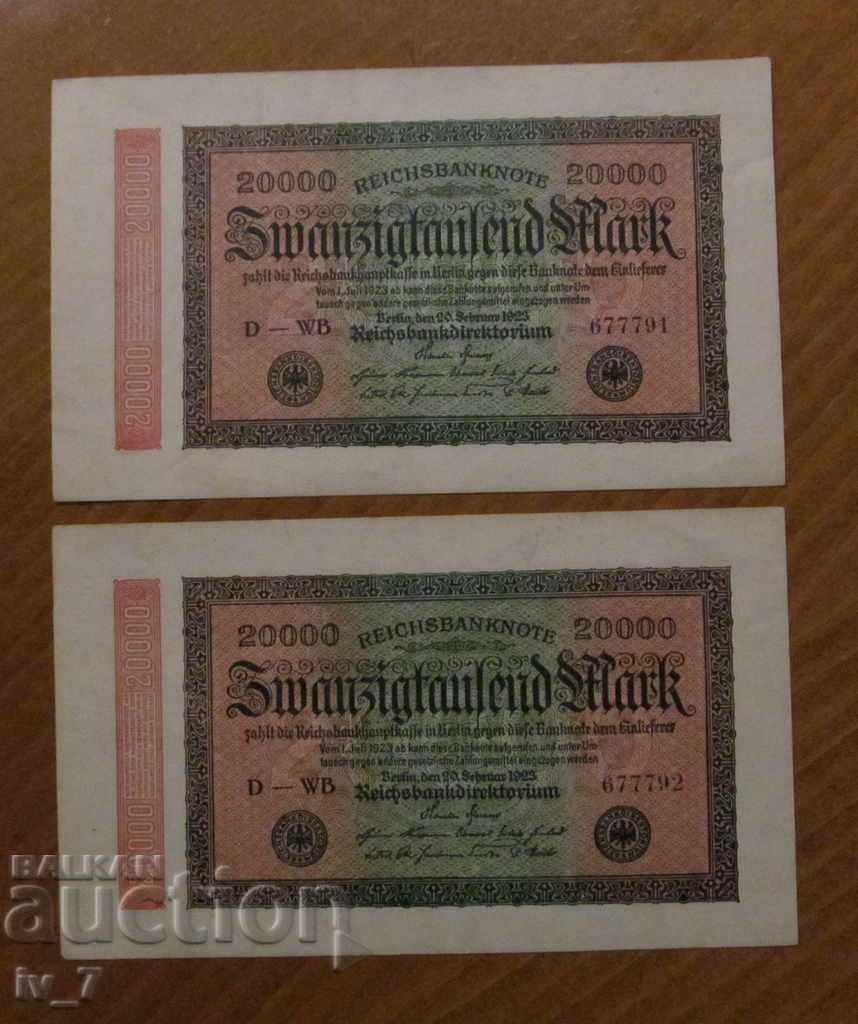 20000 REICHSBANKNOTE 20000
Zwanzigtausend Mark
zahlt die Reichsbankhauptkasse in Berlin gegen diese Banknote dem Einlieferer
Vom 1. Juli 1923 ab kann diese Banknote aufgerufen und unter Um-
tausch gegen andere gesetzliche Zahlungsmittel eingezogen werden
Berlin, den 20. Februar 1923
D — WB Reichsbankdirektorium 677791
20000 20000
20000 REICHSBANKNOTE 20000
Zwanzigtausend Mark
zahlt die Reichsbankhauptkasse in Berlin gegen diese Banknote dem Einlieferer
Vom 1. Juli 1923 ab kann diese Banknote aufgerufen und unter Um-
tausch gegen andere gesetzliche Zahlungsmittel eingezogen werden
Berlin, den 20. Februar 1923
D — WB Reichsbankdirektorium 677792
20000
BALKAN
auction
iv_7